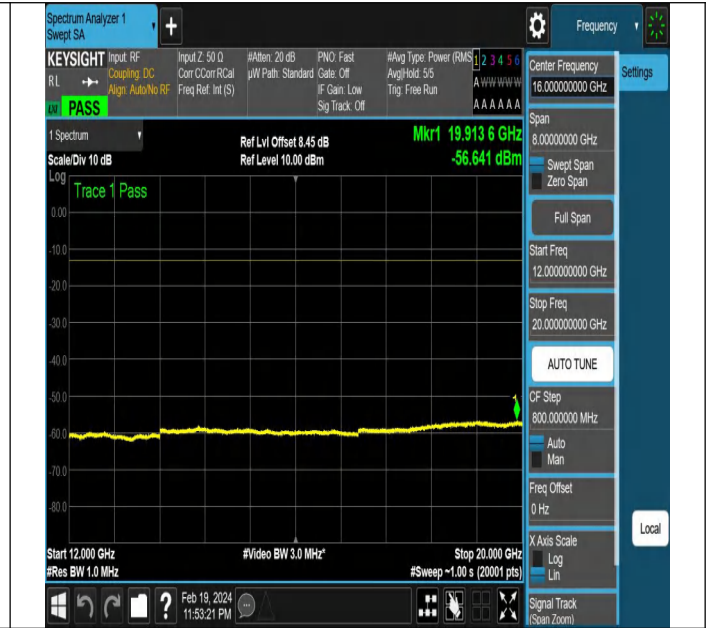 Spectrum Analyzer 1
Swept SA
+
Frequency
KEYSIGHT
RL
PASS
Input: RF
Coupling: DC
Align: Auto/No RF
Input Z: 50 Ω
Corr CCorr RCal
Freq Ref: Int (S)
#Atten: 20 dB
µW Path: Standard
PNO: Fast
Gate: Off
IF Gain: Low
Sig Track: Off
#Avg Type: Power (RMS
Avg|Hold: 5/5
Trig: Free Run
1 2 3 4 5 6
A W W W W W
A A A A A A
1 Spectrum
Scale/Div 10 dB
Log
Ref Lvl Offset 8.45 dB
Ref Level 10.00 dBm
Mkr1 19.913 6 GHz
-56.641 dBm
Trace 1 Pass
0.00
-10.0
-20.0
-30.0
-40.0
-50.0
-60.0
-70.0
-80.0
1
Start 12.000 GHz
#Res BW 1.0 MHz
#Video BW 3.0 MHz*
Stop 20.000 GHz
#Sweep ~1.00 s (20001 pts)
?
Feb 19, 2024
11:53:21 PM
Center Frequency
16.000000000 GHz
Settings
Span
8.00000000 GHz
Swept Span
Zero Span
Full Span
Start Freq
12.000000000 GHz
Stop Freq
20.000000000 GHz
AUTO TUNE
CF Step
800.000000 MHz
Auto
Man
Freq Offset
0 Hz
X Axis Scale
Log
Lin
Local
Signal Track
(Span Zoom)